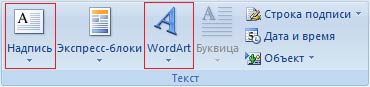 Надпись Экспресс-блоки WordArt Буквица
Строка подписи
Дата и время
Объект
Текст